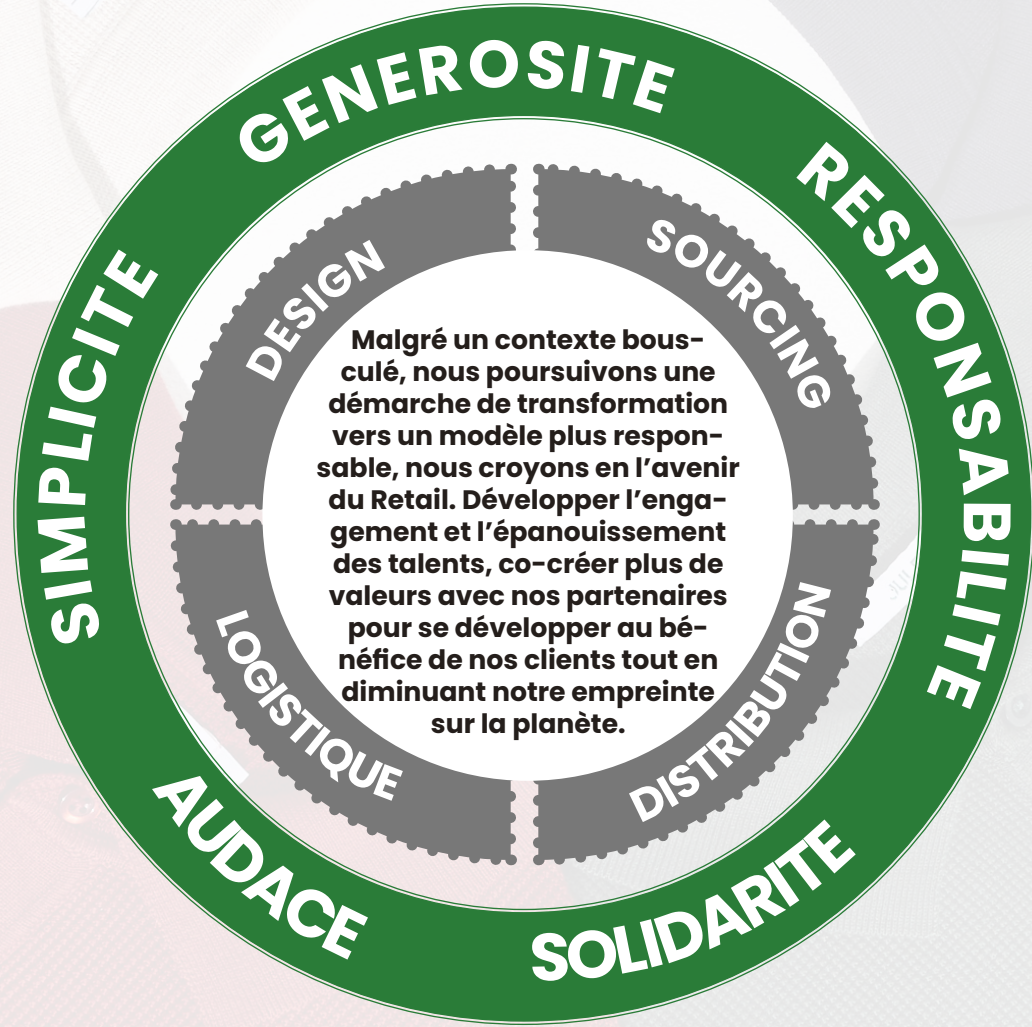 GENEROSITE
RESPONSABILITE
SIMPLICITE
AUDACE
SOLIDARITE
DESIGN
SOURCING
LOGISTIQUE
DISTRIBUTION
Malgré un contexte bous-
culé, nous poursuivons une
démarche de transformation
vers un modèle plus respon-
sable, nous croyons en l’avenir
du Retail. Développer l’enga-
gement et l’épanouissement
des talents, co-créer plus de
valeurs avec nos partenaires
pour se développer au bé-
néfice de nos clients tout en
diminuant notre empreinte
sur la planète.